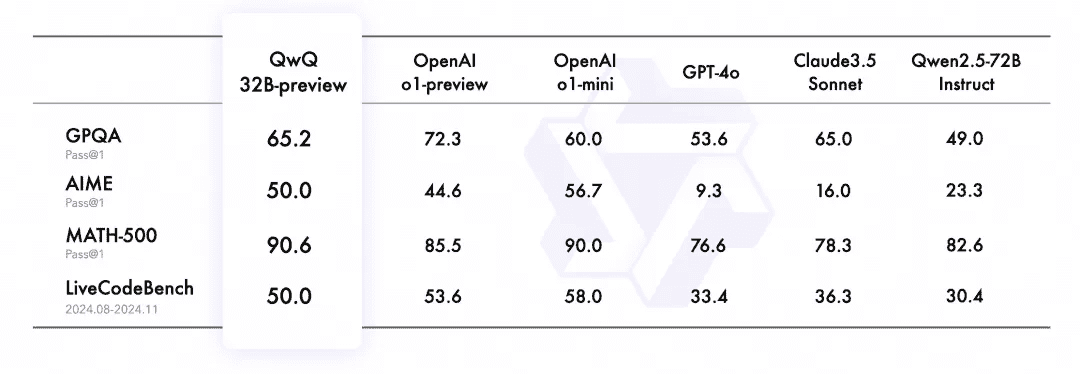 QwQ 32B-preview OpenAI o1-preview OpenAI o1-mini GPT-4o Claude3.5 Sonnet Qwen2.5-72B Instruct
GPQA 65.2 72.3 60.0 53.6 65.0 49.0
Pass@1
AIME 50.0 44.6 56.7 9.3 16.0 23.3
Pass@1
MATH-500 90.6 85.5 90.0 76.6 78.3 82.6
Pass@1
LiveCodeBench 50.0 53.6 58.0 33.4 36.3 30.4
2024.08-2024.11